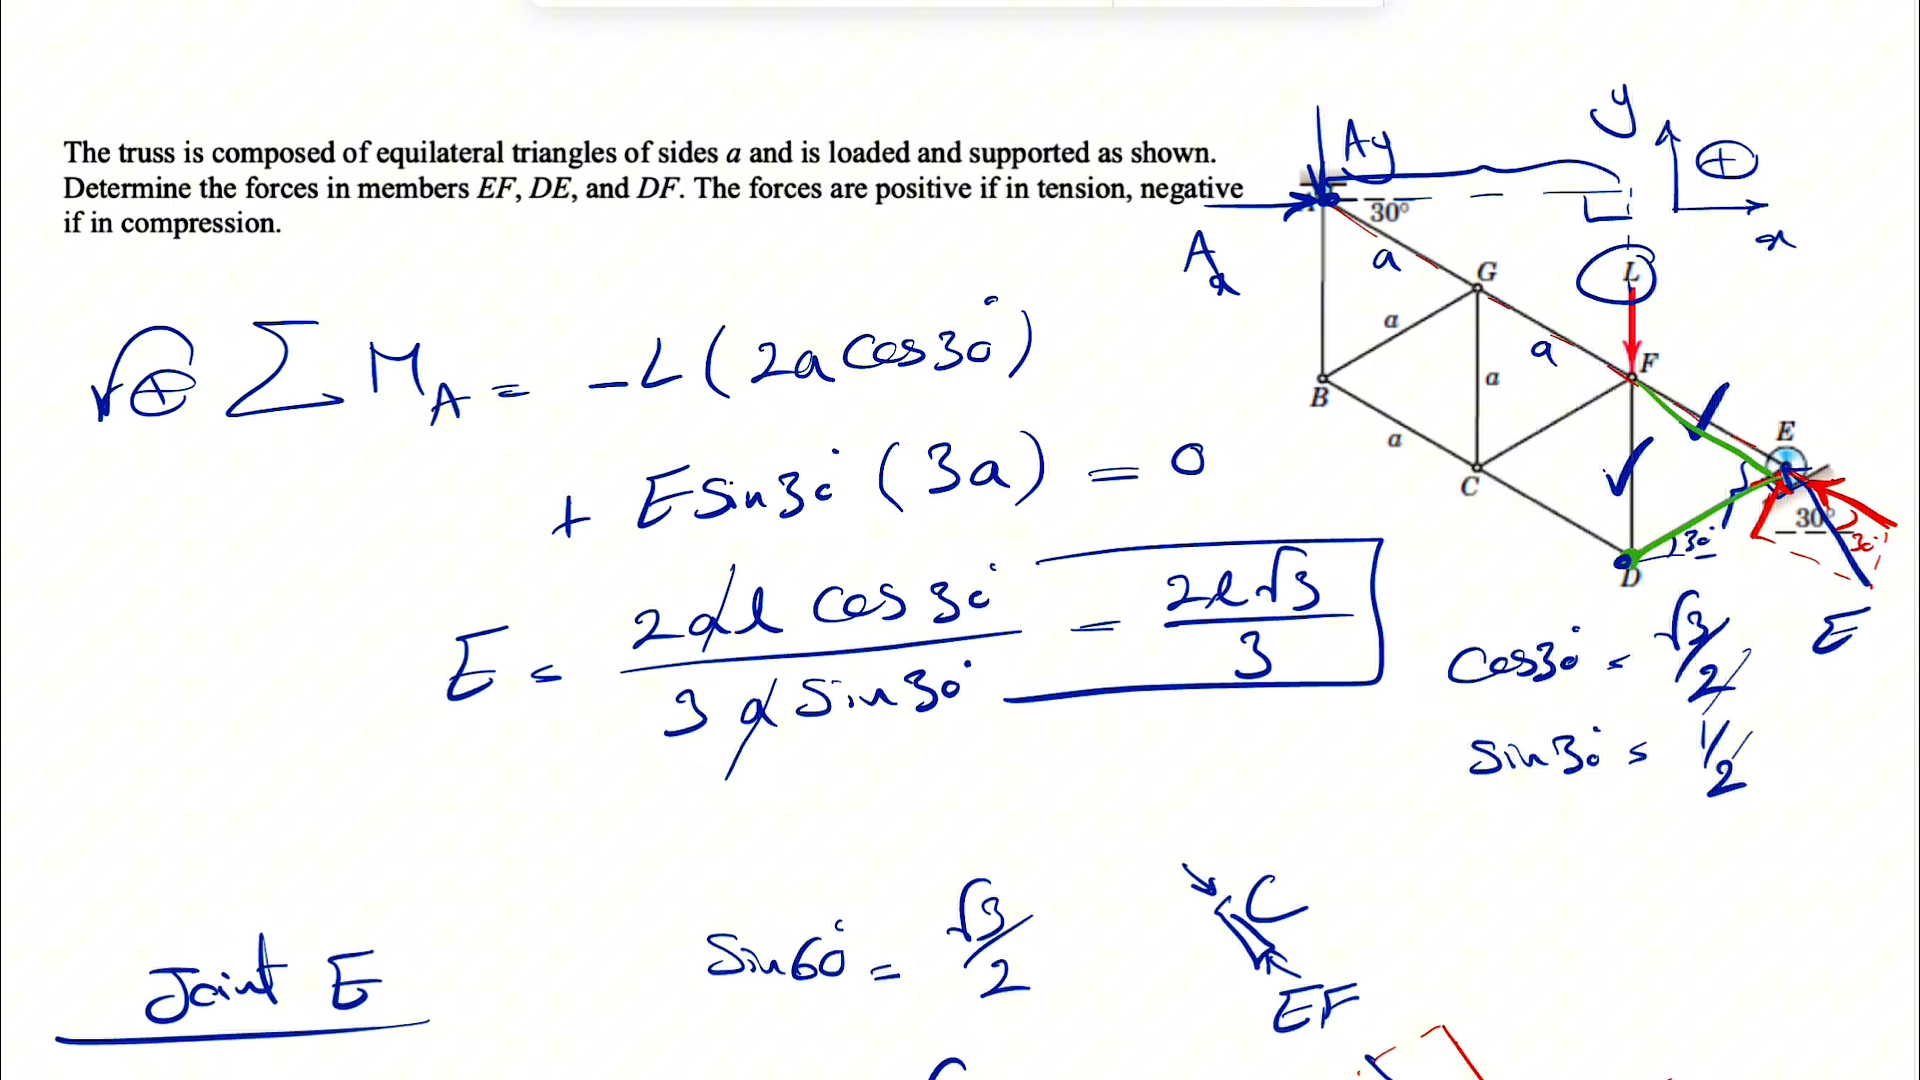 The truss is composed of equilateral triangles of sides a and is loaded and supported as shown.
Determine the forces in members EF, DE, and DF. The forces are positive if in tension, negative
if in compression.
y
Ay
+
30°
x
Ax
a
G
L
a
a
F
a
B
E
a
C
30°
30°
30°
D
E
+ Σ M_A = -L(2a cos30°)
+ E sin30° (3a) = 0
E = 2al cos30° / 3a sin30° = 2l√3 / 3
cos30° = √3/2
sin30° = 1/2
Joint E
sin60° = √3/2
C
EF